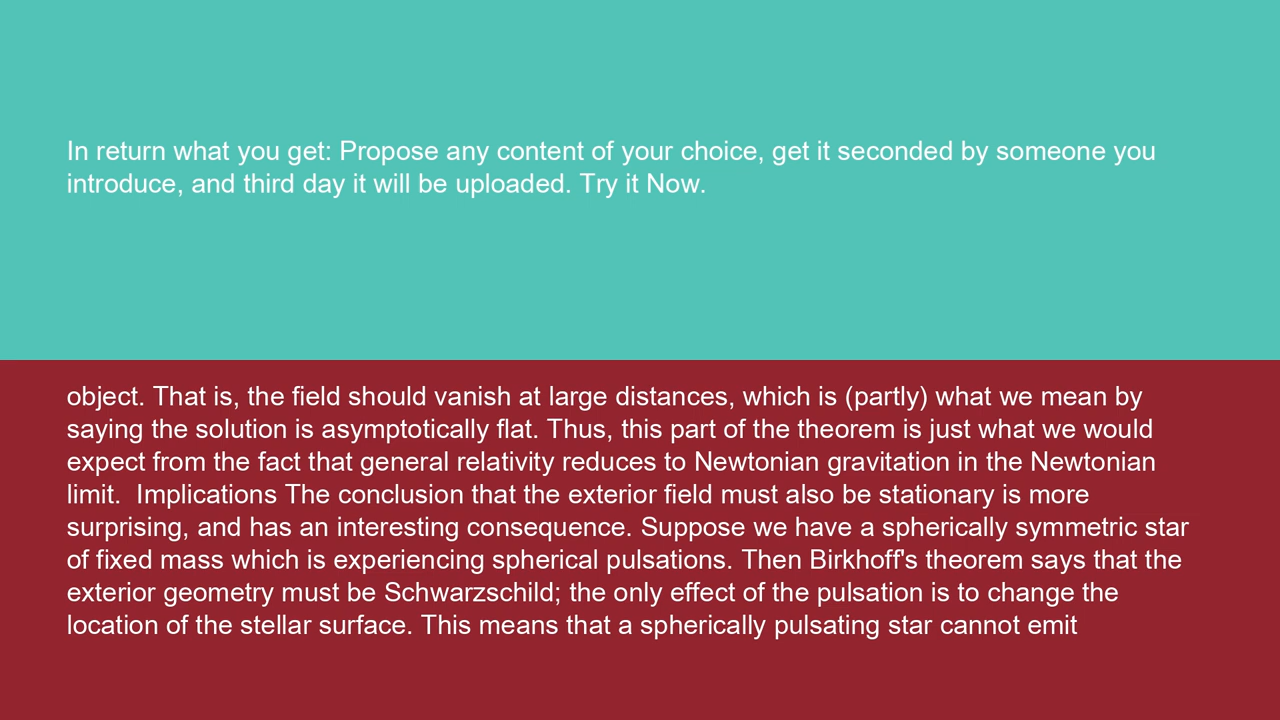 In return what you get: Propose any content of your choice, get it seconded by someone you
introduce, and third day it will be uploaded. Try it Now.
object. That is, the field should vanish at large distances, which is (partly) what we mean by
saying the solution is asymptotically flat. Thus, this part of the theorem is just what we would
expect from the fact that general relativity reduces to Newtonian gravitation in the Newtonian
limit.  Implications The conclusion that the exterior field must also be stationary is more
surprising, and has an interesting consequence. Suppose we have a spherically symmetric star
of fixed mass which is experiencing spherical pulsations. Then Birkhoff's theorem says that the
exterior geometry must be Schwarzschild; the only effect of the pulsation is to change the
location of the stellar surface. This means that a spherically pulsating star cannot emit